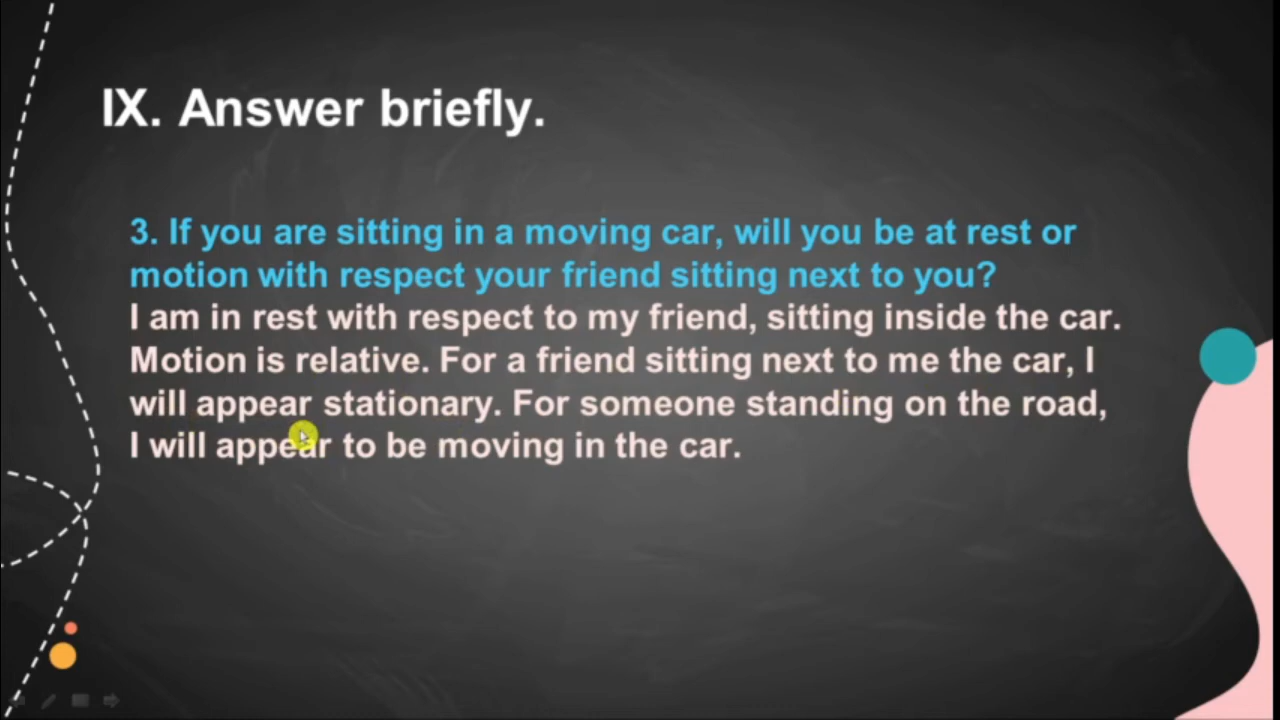 IX. Answer briefly.
3. If you are sitting in a moving car, will you be at rest or
motion with respect your friend sitting next to you?
I am in rest with respect to my friend, sitting inside the car.
Motion is relative. For a friend sitting next to me the car, I
will appear stationary. For someone standing on the road,
I will appear to be moving in the car.